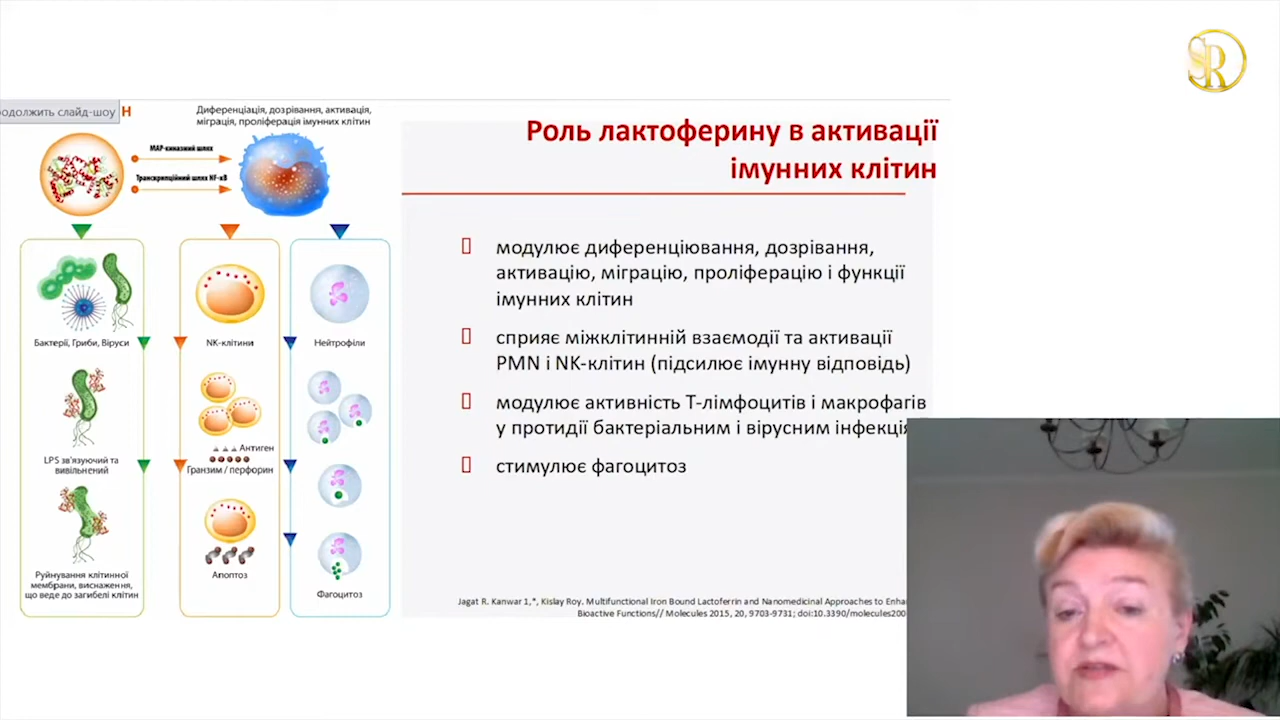 SR
одолжить слайд-шоу
Н
Диференціація, дозрівання, активація,
міграція, проліферація імунних клітин
MAP-киназний шлях
Транскрипційний шлях NF-κB
Бактерії, Гриби, Віруси
LPS зв'язуючий та
вивільнений
Руйнування клітинної
мембрани, виснаження,
що веде до загибелі клітин
NK-клітини
Антиген
Гранзим / перфорин
Апоптоз
Нейтрофіли
Фагоцитоз
Роль лактоферину в активації
імунних клітин
модулює диференціювання, дозрівання,
активацію, міграцію, проліферацію і функції
імунних клітин
сприяє міжклітинній взаємодії та активації
PMN і NK-клітин (підсилює імунну відповідь)
модулює активність Т-лімфоцитів і макрофагів
у протидії бактеріальним і вірусним інфекція
стимулює фагоцитоз
Jagat R. Kanwar 1,*, Kislay Roy. Multifunctional Iron Bound Lactoferrin and Nanomedicinal Approaches to Enha
Bioactive Functions// Molecules 2015, 20, 9703-9731; doi:10.3390/molecules200